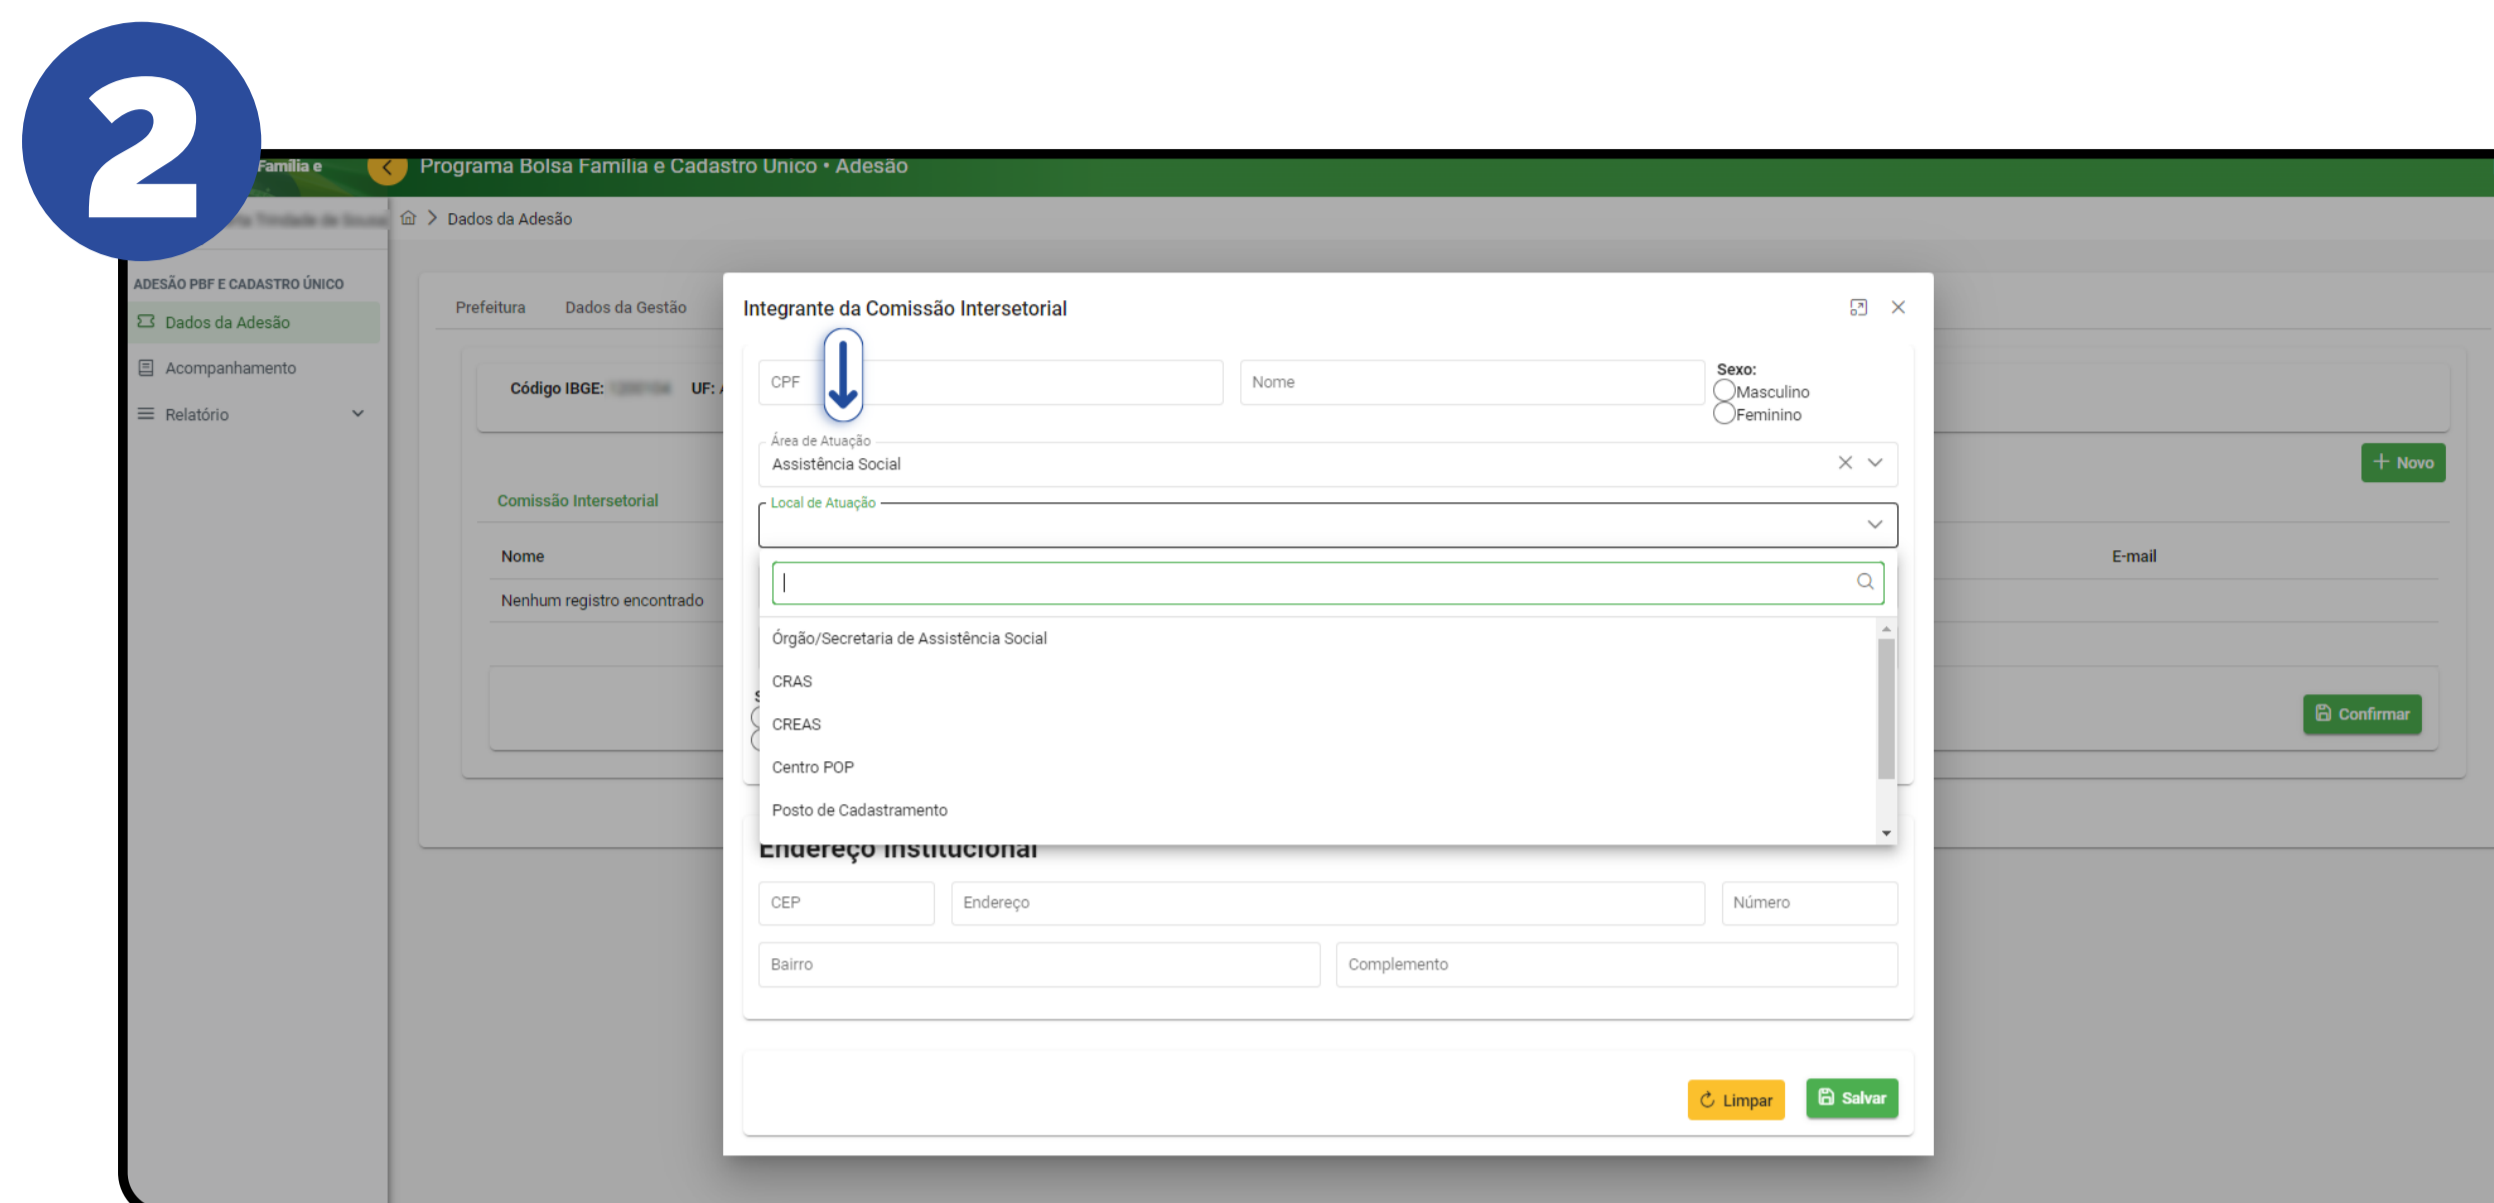 2
Família e
Programa Bolsa Família e Cadastro Único • Adesão
Trindade de Sousa
Dados da Adesão
ADESÃO PBF E CADASTRO ÚNICO
Dados da Adesão
Acompanhamento
Relatório
Prefeitura Dados da Gestão
Código IBGE: UF:
+ Novo
Comissão Intersetorial
Nome E-mail
Nenhum registro encontrado
Confirmar
Integrante da Comissão Intersetorial
CPF Nome
Sexo:
Masculino
Feminino
Área de Atuação
Assistência Social
Local de Atuação
Órgão/Secretaria de Assistência Social
CRAS
CREAS
Centro POP
Posto de Cadastramento
Endereço Institucional
CEP Endereço Número
Bairro Complemento
Limpar Salvar